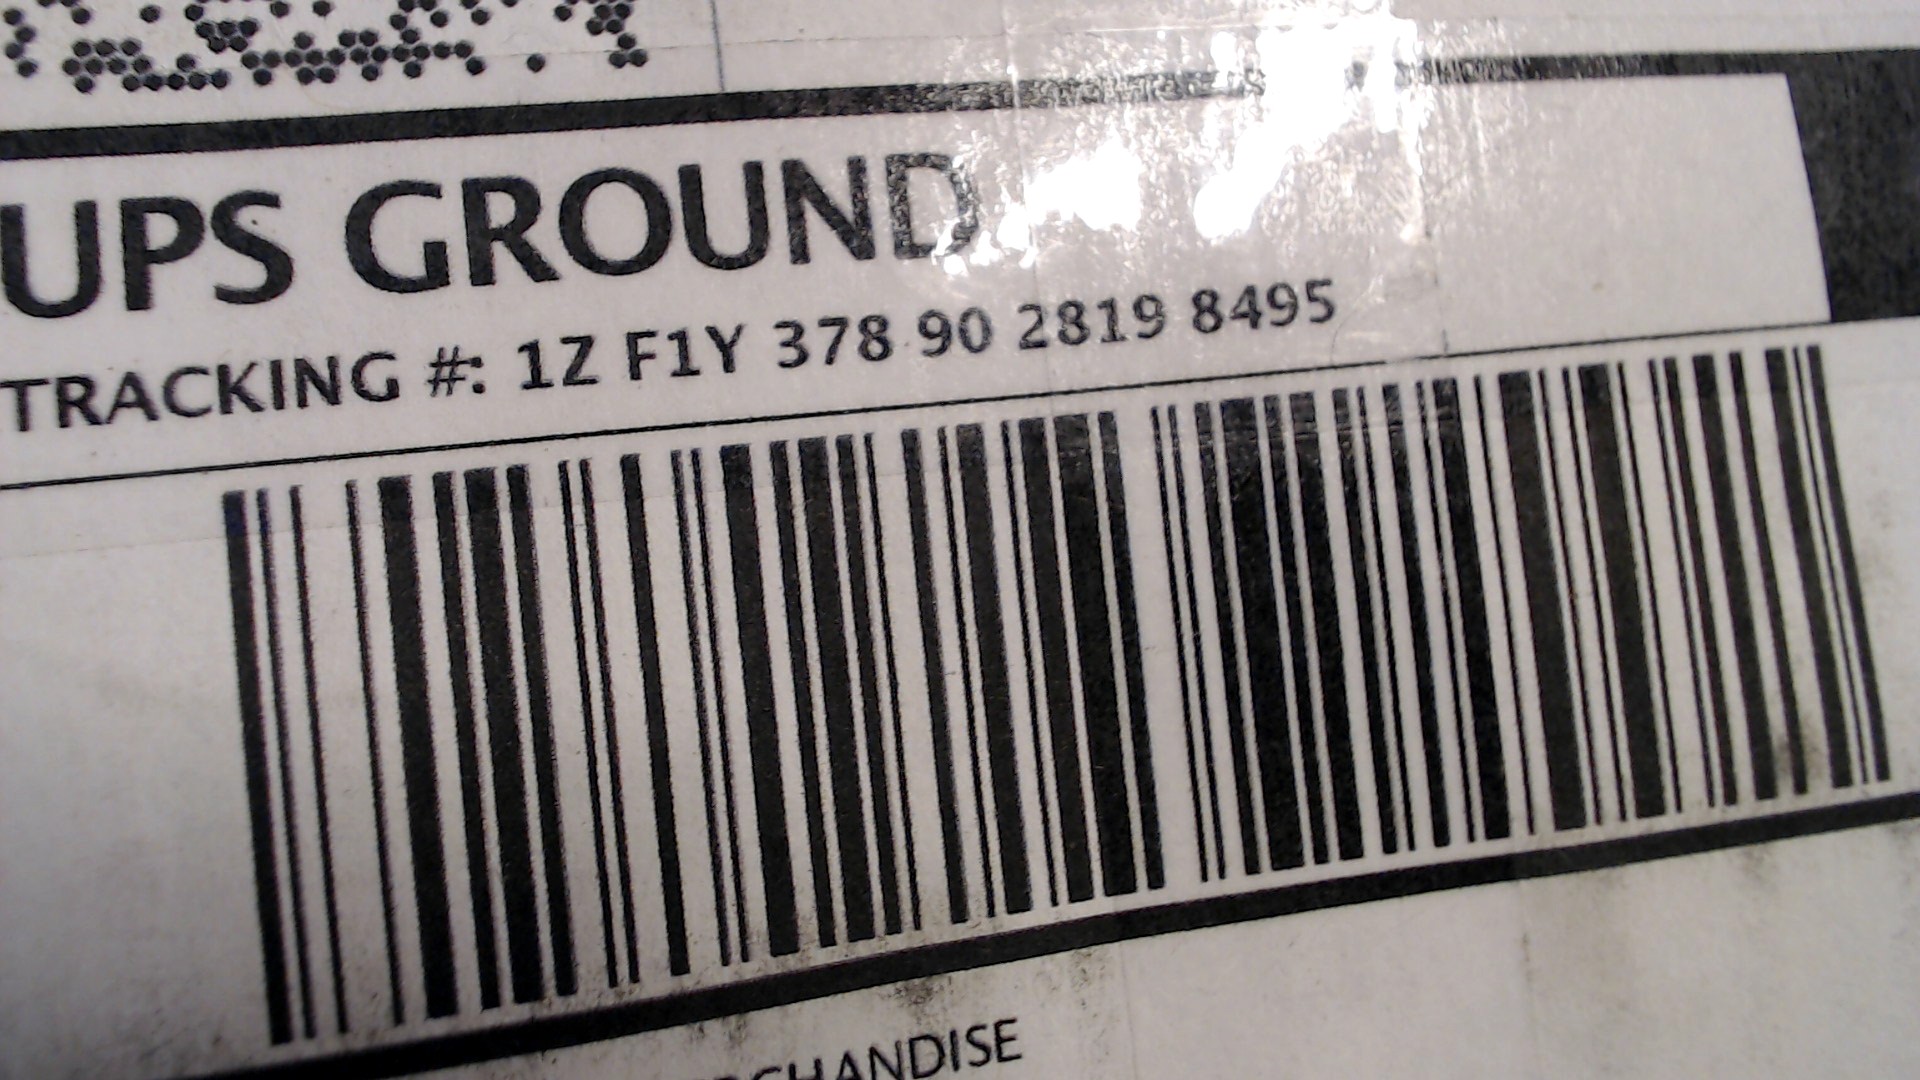 UPS GROUND
TRACKING #: 1Z F1Y 378 90 2819 8495